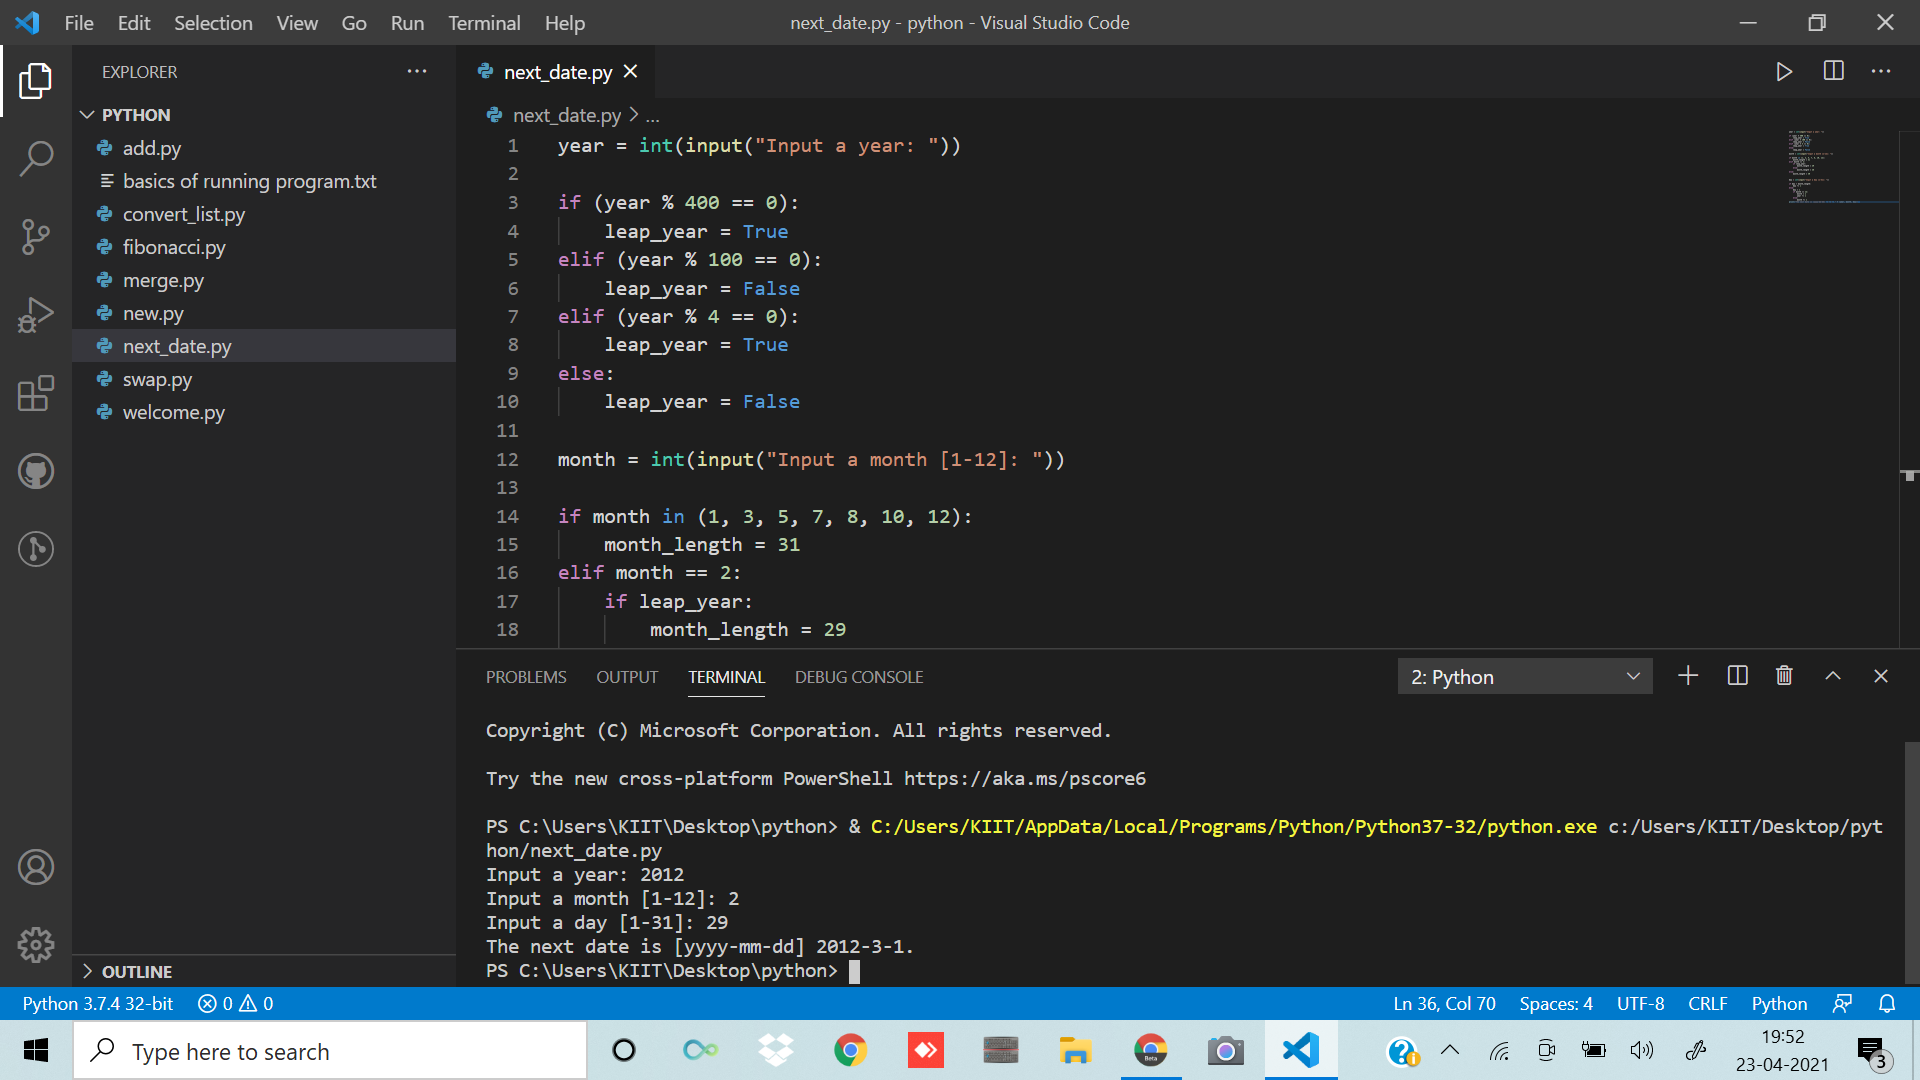 File Edit Selection View Go Run Terminal Help
next_date.py - python - Visual Studio Code
EXPLORER
PYTHON
add.py
basics of running program.txt
convert_list.py
fibonacci.py
merge.py
new.py
next_date.py
swap.py
welcome.py
OUTLINE
next_date.py
next_date.py > ...
1 year = int(input("Input a year: "))
2
3 if (year % 400 == 0):
4 leap_year = True
5 elif (year % 100 == 0):
6 leap_year = False
7 elif (year % 4 == 0):
8 leap_year = True
9 else:
10 leap_year = False
11
12 month = int(input("Input a month [1-12]: "))
13
14 if month in (1, 3, 5, 7, 8, 10, 12):
15 month_length = 31
16 elif month == 2:
17 if leap_year:
18 month_length = 29
PROBLEMS OUTPUT TERMINAL DEBUG CONSOLE
2: Python
Copyright (C) Microsoft Corporation. All rights reserved.
Try the new cross-platform PowerShell https://aka.ms/pscore6
PS C:\Users\KIIT\Desktop\python> & C:/Users/KIIT/AppData/Local/Programs/Python/Python37-32/python.exe c:/Users/KIIT/Desktop/pyt
hon/next_date.py
Input a year: 2012
Input a month [1-12]: 2
Input a day [1-31]: 29
The next date is [yyyy-mm-dd] 2012-3-1.
PS C:\Users\KIIT\Desktop\python>
Python 3.7.4 32-bit 0 0
Ln 36, Col 70 Spaces: 4 UTF-8 CRLF Python
Type here to search
Beta
19:52
23-04-2021
3